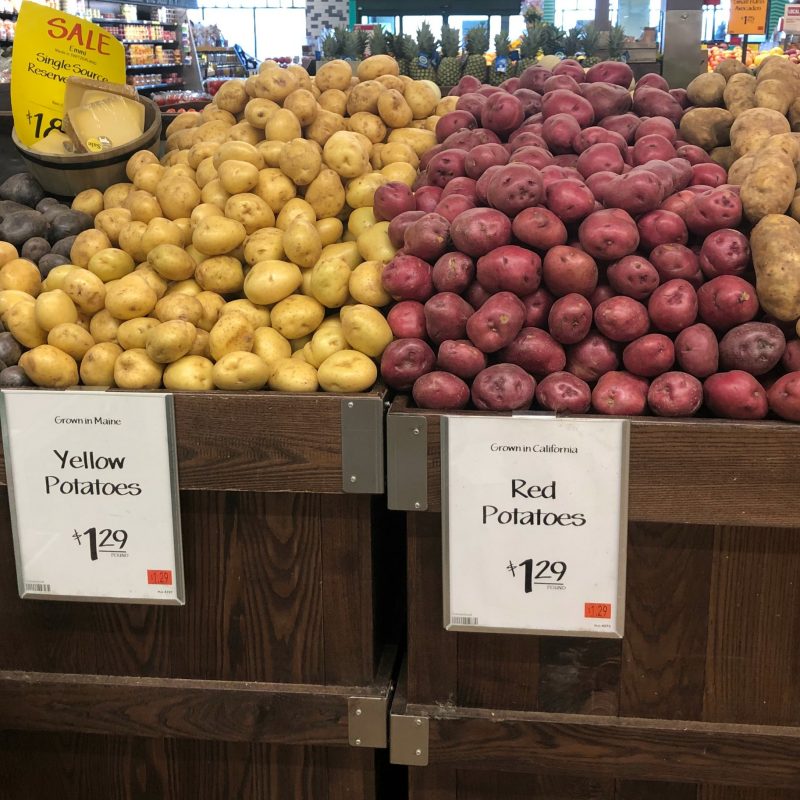 SALE
Emmi
Single Source
Reserve
$18
Grown in Maine
Yellow
Potatoes
$1.29
POUND
$1.29
Grown in California
Red
Potatoes
$1.29
POUND
$1.29